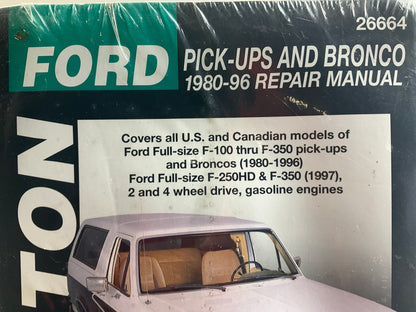 26664
FORD
PICK-UPS AND BRONCO
1980-96 REPAIR MANUAL
Covers all U.S. and Canadian models of
Ford Full-size F-100 thru F-350 pick-ups
and Broncos (1980-1996)
Ford Full-size F-250HD & F-350 (1997),
2 and 4 wheel drive, gasoline engines
TON